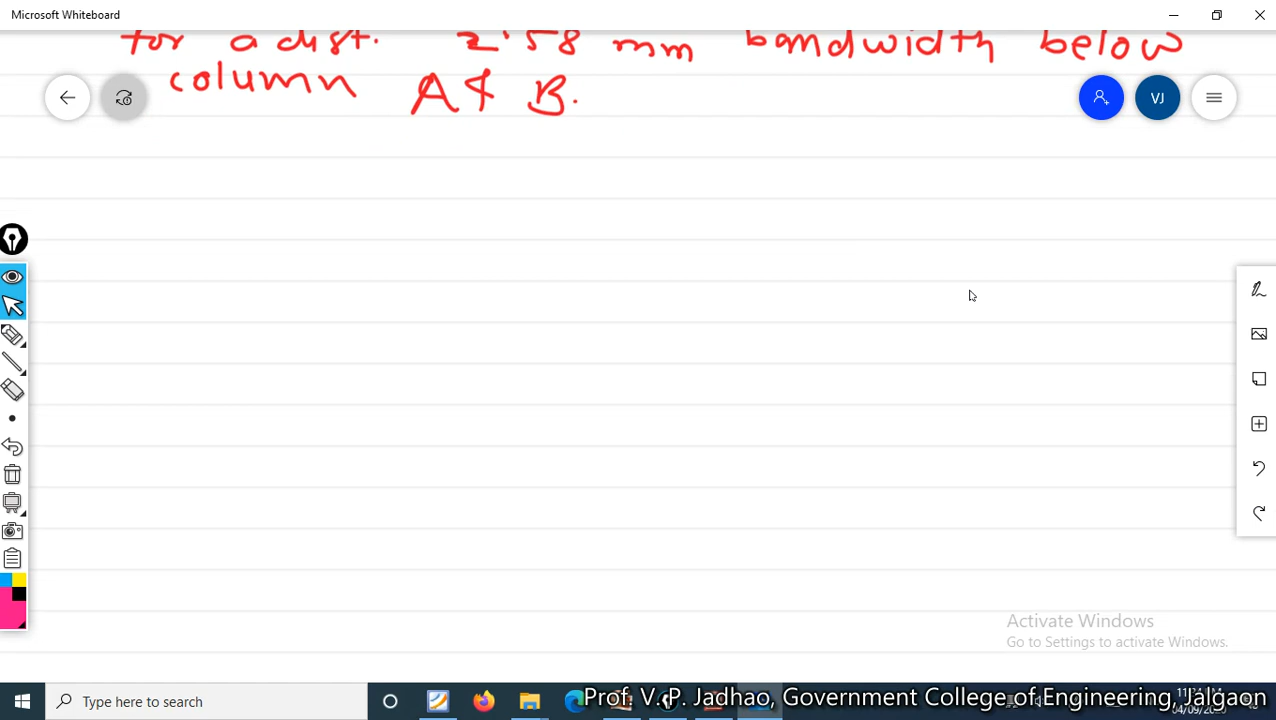 Microsoft Whiteboard
for a dist. 2.58 mm bandwidth below
column A & B.
VJ
Activate Windows
Go to Settings to activate Windows.
Type here to search
Prof. V. P. Jadhao, Government College of Engineering, Jalgaon